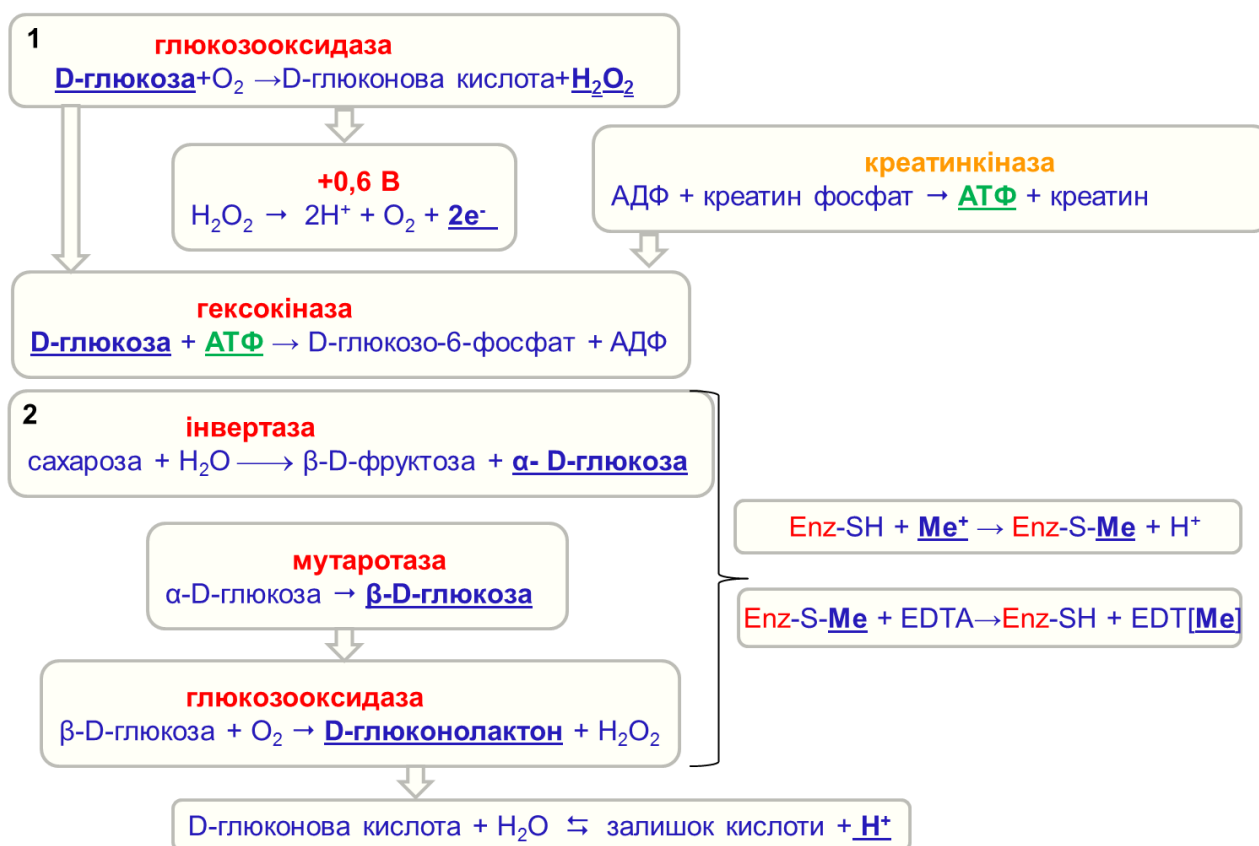 1
глюкозооксидаза
D-глюкоза+O₂ →D-глюконова кислота+H₂O₂
+0,6 В
H₂O₂ → 2H⁺ + O₂ + 2e⁻
креатинкіназа
АДФ + креатин фосфат → АТФ + креатин
гексокіназа
D-глюкоза + АТФ → D-глюкозо-6-фосфат + АДФ
2
інвертаза
сахароза + H₂O ⟶ β-D-фруктоза + α- D-глюкоза
мутаротаза
α-D-глюкоза → β-D-глюкоза
глюкозооксидаза
β-D-глюкоза + O₂ → D-глюконолактон + H₂O₂
D-глюконова кислота + H₂O ⇆ залишок кислоти + H⁺
Enz-SH + Me⁺ → Enz-S-Me + H⁺
Enz-S-Me + EDTA→Enz-SH + EDT[Me]